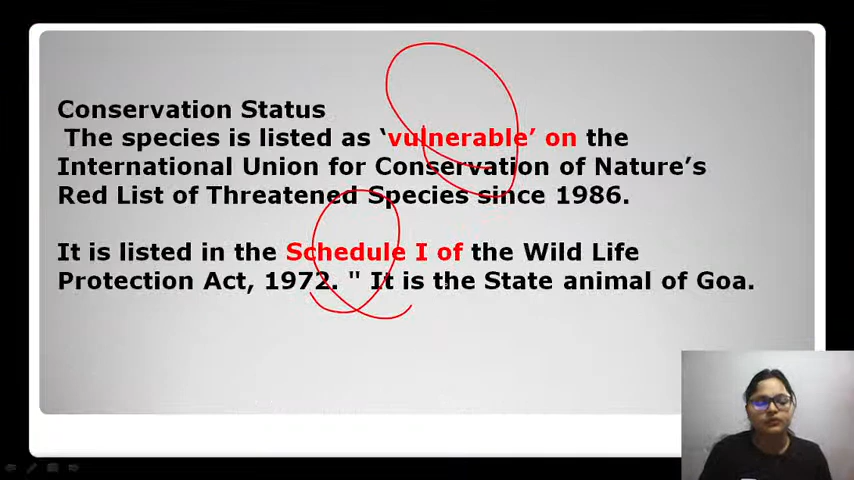 Conservation Status
The species is listed as ‘vulnerable’ on the
International Union for Conservation of Nature’s
Red List of Threatened Species since 1986.
It is listed in the Schedule I of the Wild Life
Protection Act, 1972. " It is the State animal of Goa.